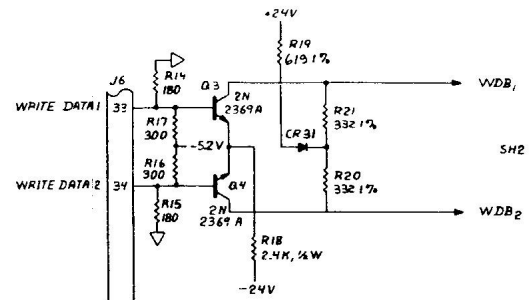 +24V
J6
R14
180
R19
619 1%
Q3
WRITE DATA 1
33
2N
2369A
WDB1
R17
300
R21
332 1%
-5.2V
CR31
SH2
R16
300
R20
332 1%
WRITE DATA 2
34
Q4
WDB2
R15
180
2N
2369A
R18
2.4K, ½W
-24V